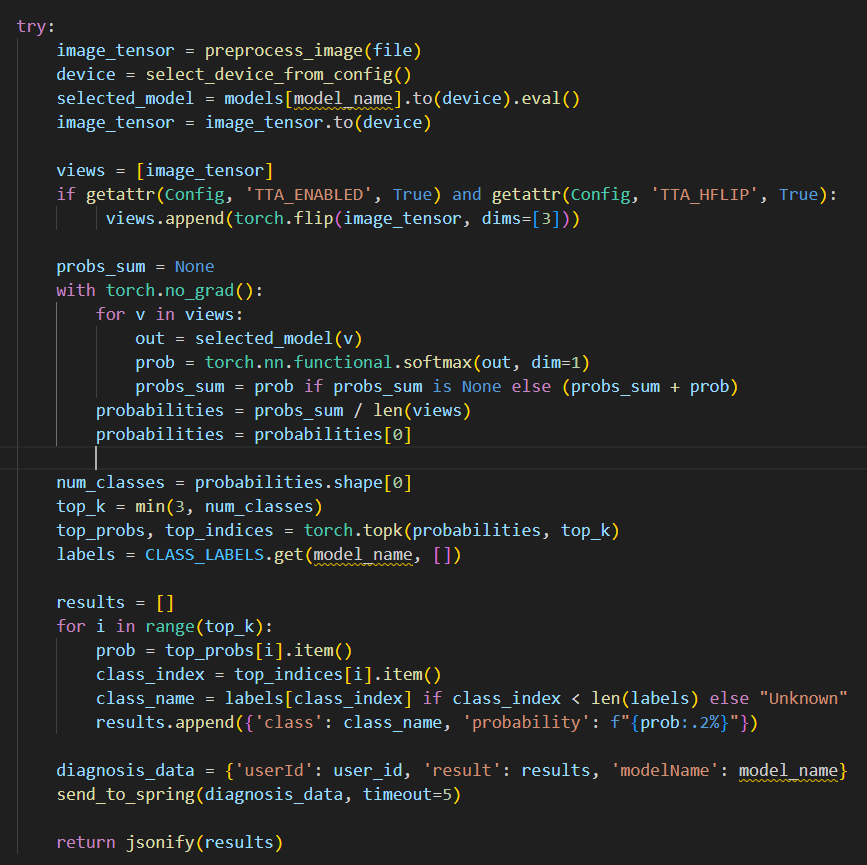 try:
    image_tensor = preprocess_image(file)
    device = select_device_from_config()
    selected_model = models[model_name].to(device).eval()
    image_tensor = image_tensor.to(device)

    views = [image_tensor]
    if getattr(Config, 'TTA_ENABLED', True) and getattr(Config, 'TTA_HFLIP', True):
         views.append(torch.flip(image_tensor, dims=[3]))

    probs_sum = None
    with torch.no_grad():
        for v in views:
            out = selected_model(v)
            prob = torch.nn.functional.softmax(out, dim=1)
            probs_sum = prob if probs_sum is None else (probs_sum + prob)
        probabilities = probs_sum / len(views)
        probabilities = probabilities[0]

    num_classes = probabilities.shape[0]
    top_k = min(3, num_classes)
    top_probs, top_indices = torch.topk(probabilities, top_k)
    labels = CLASS_LABELS.get(model_name, [])

    results = []
    for i in range(top_k):
        prob = top_probs[i].item()
        class_index = top_indices[i].item()
        class_name = labels[class_index] if class_index < len(labels) else "Unknown"
        results.append({'class': class_name, 'probability': f"{prob:.2%}"})

    diagnosis_data = {'userId': user_id, 'result': results, 'modelName': model_name}
    send_to_spring(diagnosis_data, timeout=5)

    return jsonify(results)